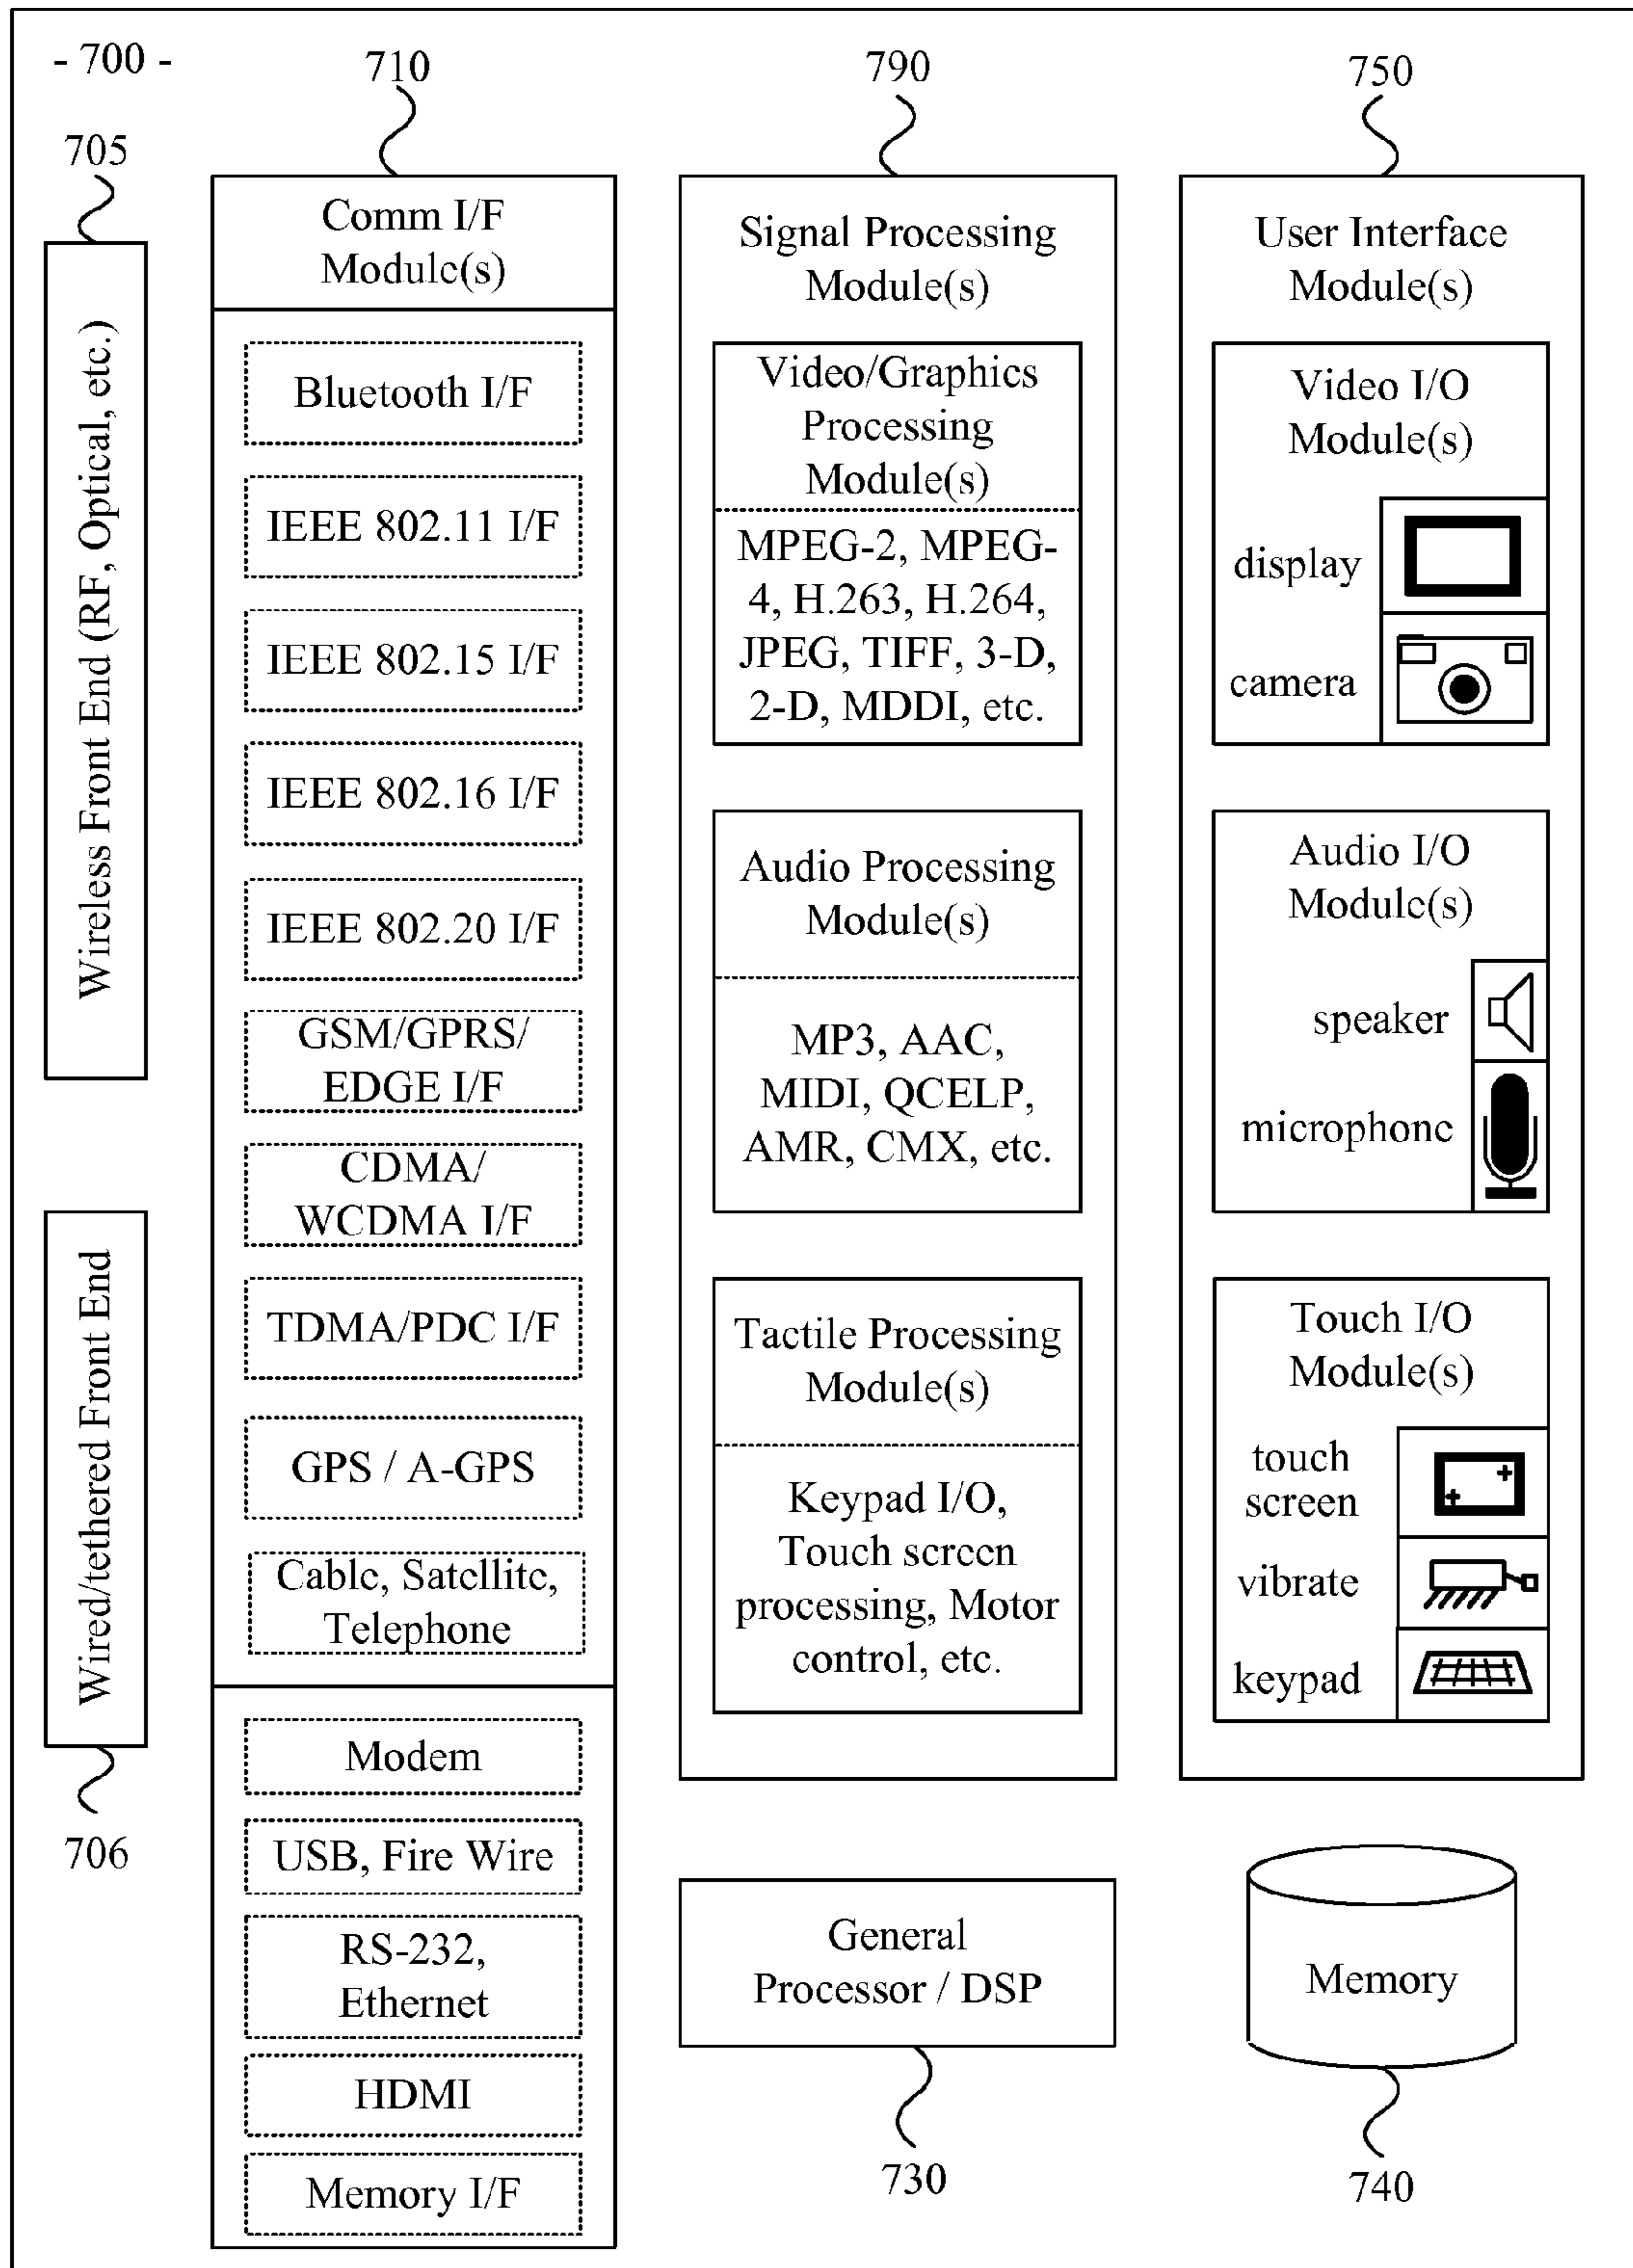 - 700 -
705
Wireless Front End (RF, Optical, etc.)
Wired/tethered Front End
706
710
Comm I/F
Module(s)
Bluetooth I/F
IEEE 802.11 I/F
IEEE 802.15 I/F
IEEE 802.16 I/F
IEEE 802.20 I/F
GSM/GPRS/
EDGE I/F
CDMA/
WCDMA I/F
TDMA/PDC I/F
GPS / A-GPS
Cable, Satellite,
Telephone
Modem
USB, Fire Wire
RS-232,
Ethernet
HDMI
Memory I/F
790
Signal Processing
Module(s)
Video/Graphics
Processing
Module(s)
MPEG-2, MPEG-
4, H.263, H.264,
JPEG, TIFF, 3-D,
2-D, MDDI, etc.
Audio Processing
Module(s)
MP3, AAC,
MIDI, QCELP,
AMR, CMX, etc.
Tactile Processing
Module(s)
Keypad I/O,
Touch screen
processing, Motor
control, etc.
General
Processor / DSP
730
750
User Interface
Module(s)
Video I/O
Module(s)
display
camera
Audio I/O
Module(s)
speaker
microphone
Touch I/O
Module(s)
touch
screen
vibrate
keypad
Memory
740